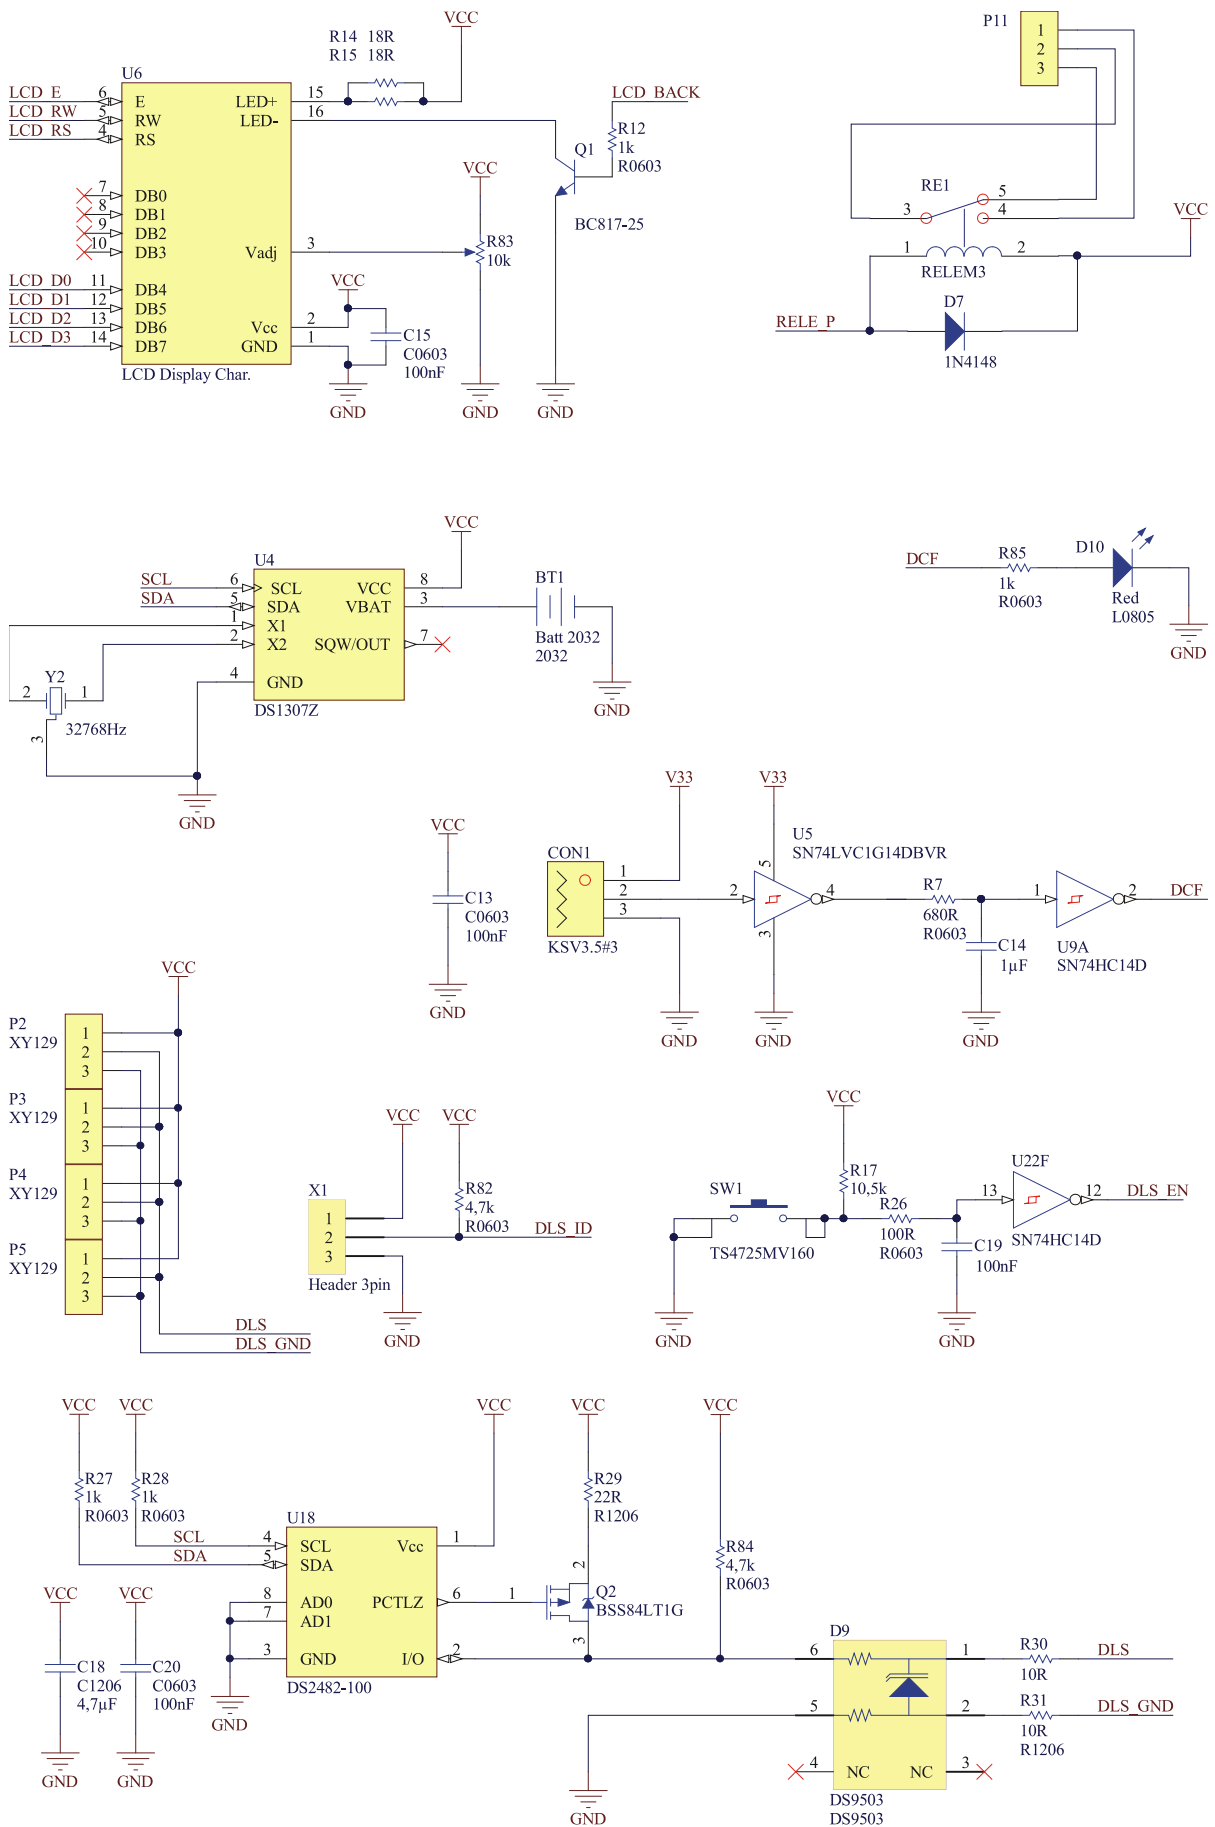 VCC
R14 18R
R15 18R
U6
LCD_E 6 E
LCD_RW 5 RW
LCD_RS 4 RS
7 DB0
8 DB1
9 DB2
10 DB3
LCD_D0 11 DB4
LCD_D1 12 DB5
LCD_D2 13 DB6
LCD_D3 14 DB7
LED+ 15
LED- 16
Vadj 3
Vcc 2
GND 1
LCD Display Char.
LCD_BACK
R12
1k
R0603
Q1
BC817-25
VCC
R83
10k
VCC
C15
C0603
100nF
GND
GND
GND
P11
1
2
3
RE1
3
5
4
1
2
RELEM3
VCC
D7
RELE_P
1N4148
VCC
U4
SCL 6 SCL
SDA 5 SDA
1 X1
2 X2
4 GND
VCC 8
VBAT 3
SQW/OUT 7
DS1307Z
BT1
Batt 2032
2032
GND
Y2
2
1
3
32768Hz
GND
DCF
R85
1k
R0603
D10
Red
L0805
GND
VCC
C13
C0603
100nF
GND
V33
V33
CON1
1
2
3
KSV3.5#3
U5
SN74LVC1G14DBVR
5
2
4
3
R7
680R
R0603
C14
1µF
1
2
DCF
U9A
SN74HC14D
GND
GND
GND
VCC
P2
XY129
1
2
3
P3
XY129
1
2
3
P4
XY129
1
2
3
P5
XY129
1
2
3
DLS
DLS_GND
VCC
VCC
X1
1
2
3
Header 3pin
R82
4,7k
R0603
DLS_ID
GND
VCC
R17
10,5k
SW1
TS4725MV160
R26
100R
R0603
C19
100nF
U22F
13
12
SN74HC14D
DLS_EN
GND
GND
VCC
VCC
R27
1k
R0603
R28
1k
R0603
VCC
VCC
VCC
U18
SCL 4 SCL
SDA 5 SDA
8 AD0
7 AD1
3 GND
Vcc 1
PCTLZ 6
I/O 2
DS2482-100
GND
R29
22R
R1206
1
2
3
Q2
BSS84LT1G
R84
4,7k
R0603
VCC
VCC
C18
C1206
4,7µF
C20
C0603
100nF
GND
GND
D9
6
5
4
1
2
3
NC
NC
DS9503
DS9503
R30
10R
DLS
R31
10R
R1206
DLS_GND
GND